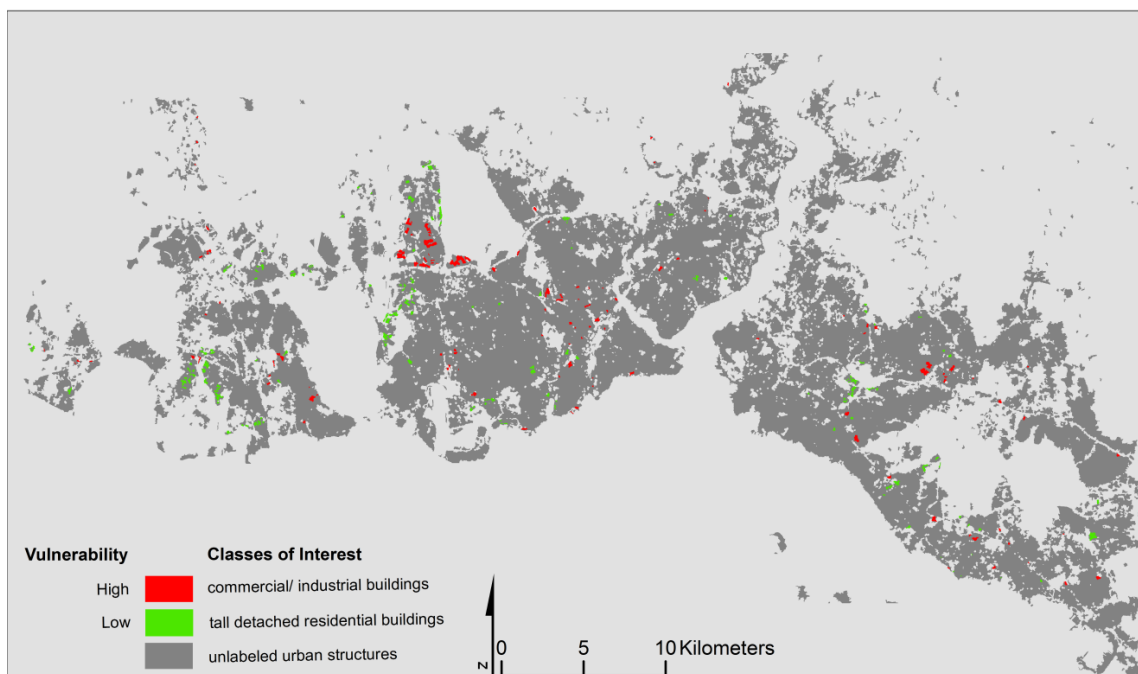 Vulnerability Classes of Interest
High commercial/ industrial buildings
Low tall detached residential buildings
unlabeled urban structures
N
0 5 10 Kilometers